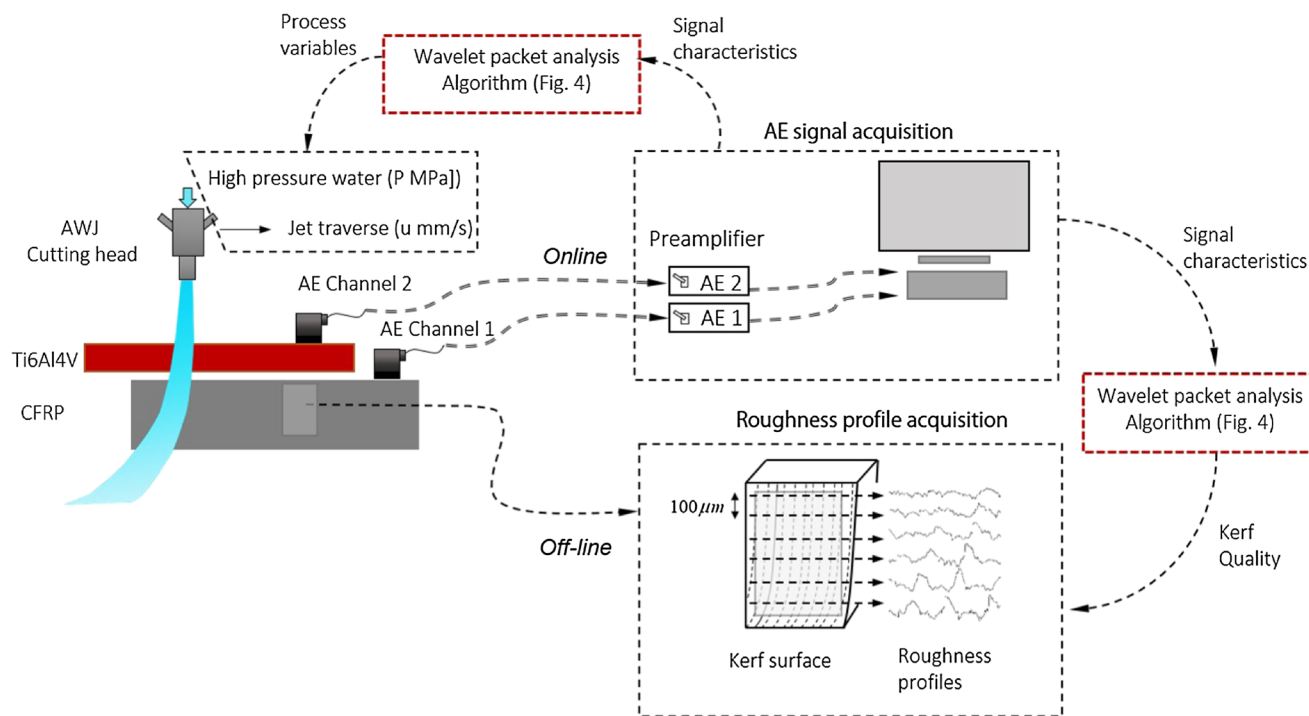 Process
variables
Wavelet packet analysis
Algorithm (Fig. 4)
Signal
characteristics
AE signal acquisition
High pressure water (P MPa])
Jet traverse (u mm/s)
AWJ
Cutting head
AE Channel 2
Online
Preamplifier
AE 2
AE 1
AE Channel 1
Signal
characteristics
Ti6Al4V
CFRP
Wavelet packet analysis
Algorithm (Fig. 4)
Roughness profile acquisition
100 μm
Off-line
Kerf
Quality
Kerf surface
Roughness
profiles